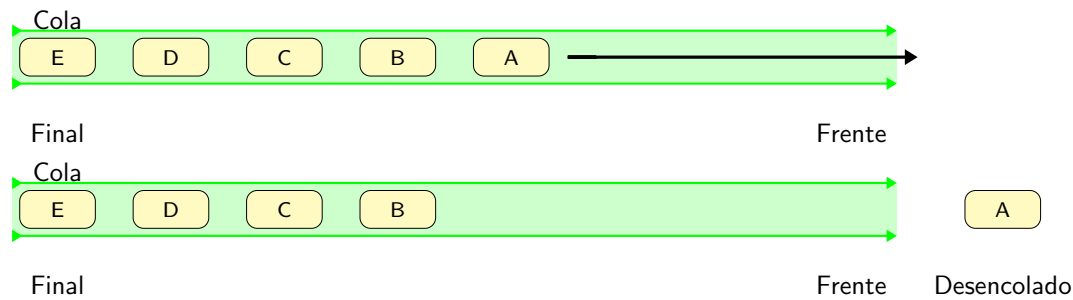 Cola
E D C B A
Final Frente
Cola
E D C B A
Final Frente Desencolado